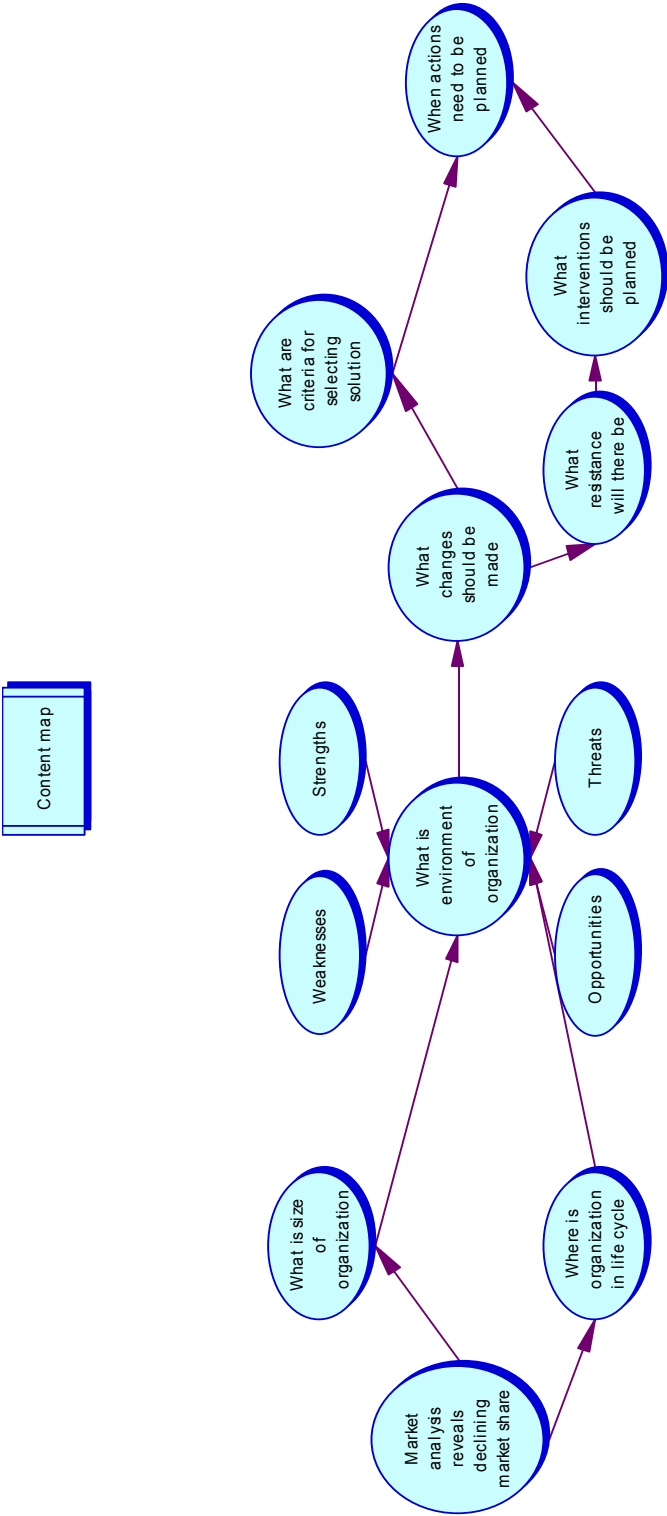 Content map
Market
analysis
reveals
declining
market share
What is size
of
organization
Where is
organization
in life cycle
Weaknesses
Strengths
What is
environment
of
organization
Opportunities
Threats
What
changes
should be
made
What are
criteria for
selecting
solution
What
resistance
will there be
What
interventions
should be
planned
When actions
need to be
planned